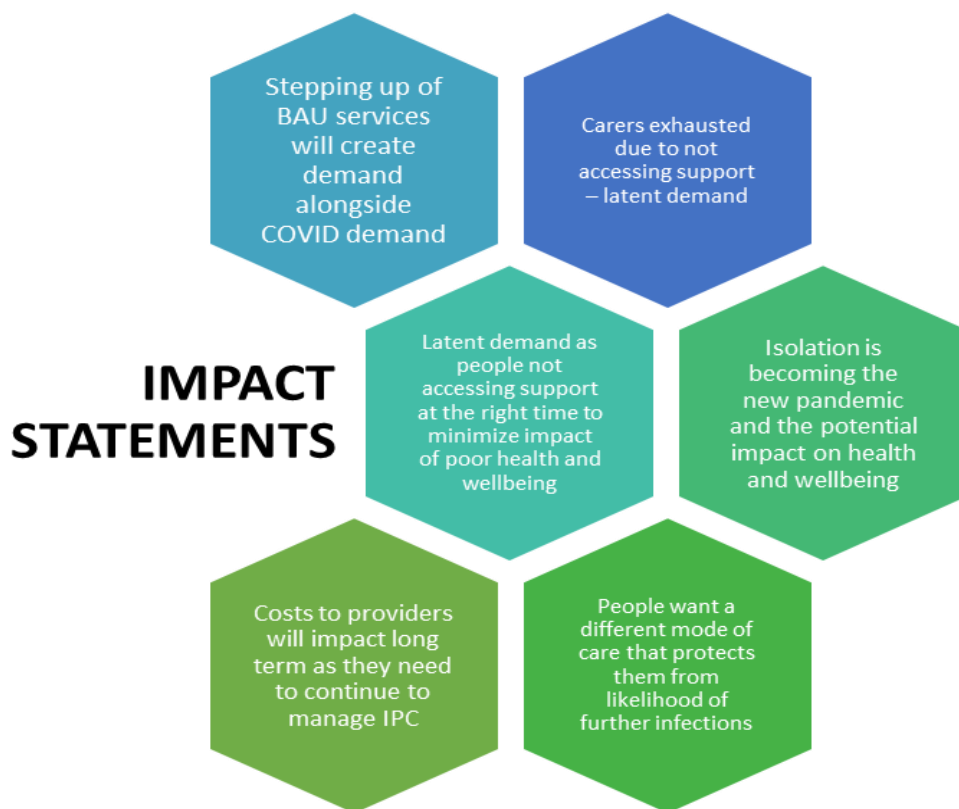 Stepping up of
BAU services
will create
demand
alongside
COVID demand
Carers exhausted
due to not
accessing support
– latent demand
IMPACT
STATEMENTS
Latent demand as
people not
accessing support
at the right time to
minimize impact
of poor health and
wellbeing
Isolation is
becoming the
new pandemic
and the potential
impact on health
and wellbeing
Costs to providers
will impact long
term as they need
to continue to
manage IPC
People want a
different mode of
care that protects
them from
likelihood of
further infections